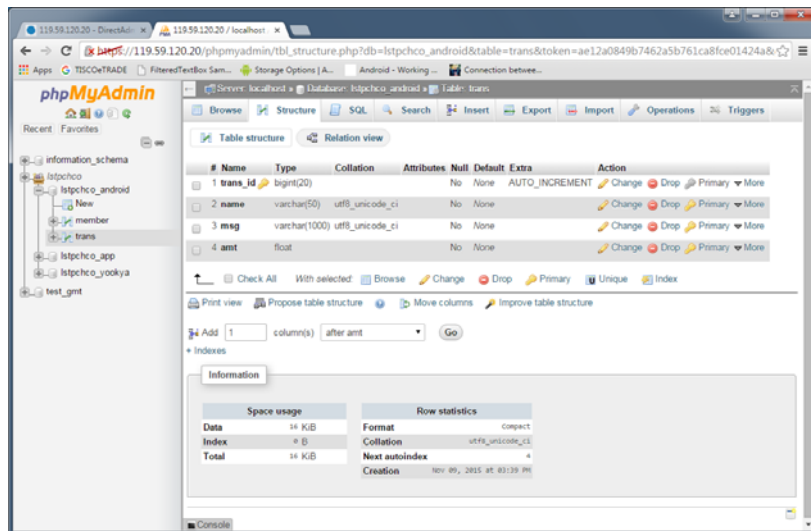 119.59.120.20 - DirectAdm
119.59.120.20 / localhost
https://119.59.120.20/phpmyadmin/tbl_structure.php?db=lstpchco_android&table=trans&token=ae12a0849b7462a5b761ca8fce01424a&
Apps TISCOeTRADE FilteredTextBox Sam... Storage Options | A... Android - Working ... Connection betwee...
phpMyAdmin
Recent Favorites
information_schema
lstpchco
lstpchco_android
New
member
trans
lstpchco_app
lstpchco_yookya
test_gmt
Server: localhost » Database: lstpchco_android » Table: trans
Browse Structure SQL Search Insert Export Import Operations Triggers
Table structure Relation view
# Name Type Collation Attributes Null Default Extra Action
1 trans_id bigint(20) No None AUTO_INCREMENT Change Drop Primary More
2 name varchar(50) utf8_unicode_ci No None Change Drop Primary More
3 msg varchar(1000) utf8_unicode_ci No None Change Drop Primary More
4 amt float No None Change Drop Primary More
Check All With selected: Browse Change Drop Primary Unique Index
Print view Propose table structure Move columns Improve table structure
Add 1 column(s) after amt Go
+ Indexes
Information
Space usage
Data 16 KiB
Index 0 B
Total 16 KiB
Row statistics
Format Compact
Collation utf8_unicode_ci
Next autoindex 4
Creation Nov 09, 2015 at 03:39 PM
Console